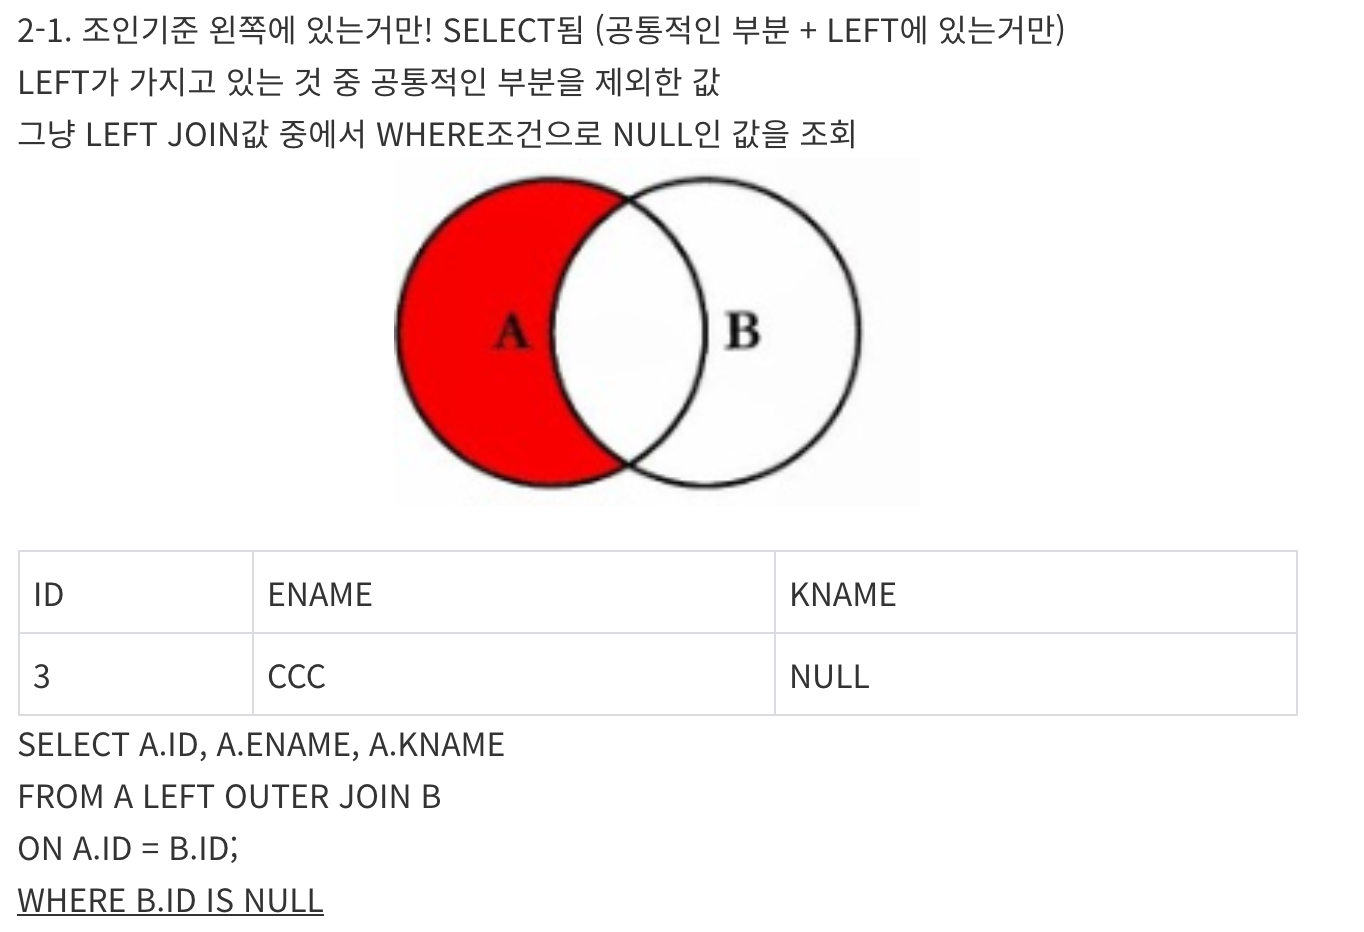 2-1. 조인기준 왼쪽에 있는거만! SELECT됨 (공통적인 부분 + LEFT에 있는거만)
LEFT가 가지고 있는 것 중 공통적인 부분을 제외한 값
그냥 LEFT JOIN값 중에서 WHERE조건으로 NULL인 값을 조회
A B
ID ENAME KNAME
3 CCC NULL
SELECT A.ID, A.ENAME, A.KNAME
FROM A LEFT OUTER JOIN B
ON A.ID = B.ID;
WHERE B.ID IS NULL